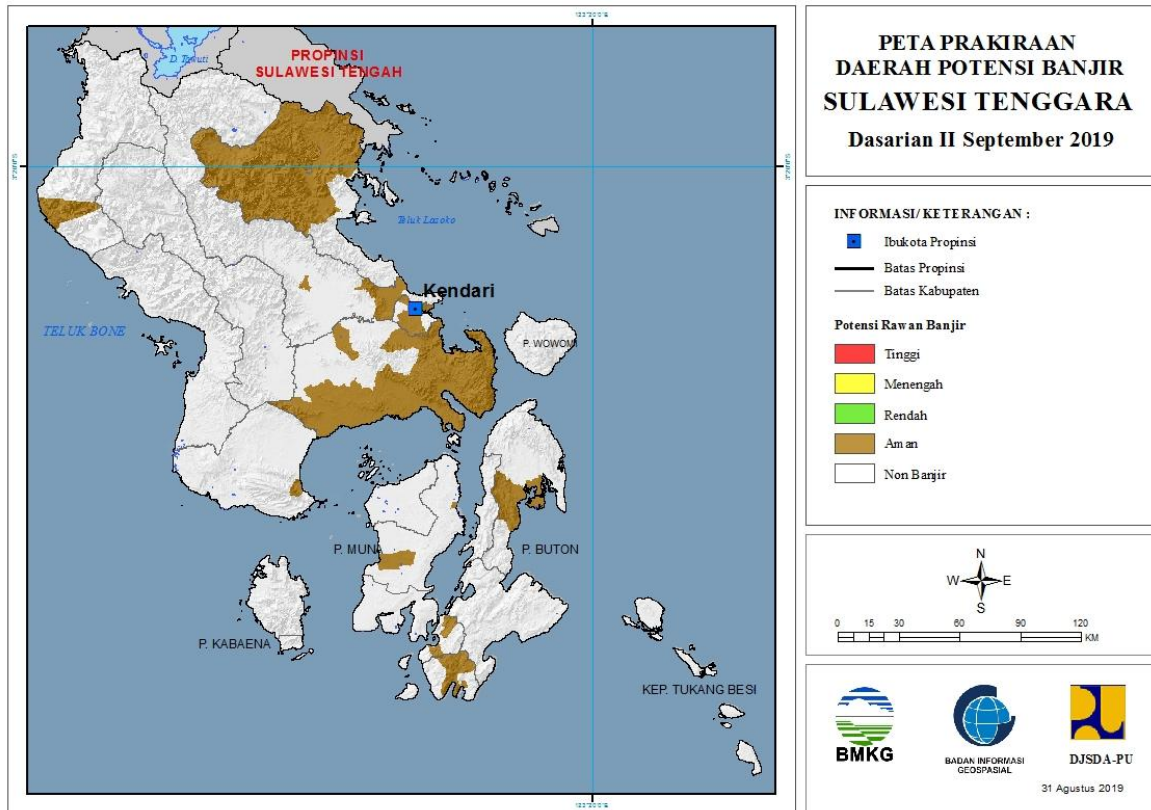 PETA PRAKIRAAN
DAERAH POTENSI BANJIR
SULAWESI TENGGARA
Dasarian II September 2019
INFORMASI/ KETERANGAN :
Ibukota Propinsi
Batas Propinsi
Batas Kabupaten
Potensi Rawan Banjir
Tinggi
Menengah
Rendah
Aman
Non Banjir
N
W E
S
0 15 30 60 90 120
KM
BMKG
BADAN INFORMASI
GEOSPASIAL
DJSDA-PU
31 Agustus 2019
PROPINSI
SULAWESI TENGAH
Teluk Lasoko
Kendari
TELUK BONE
P. WOWONI
P. MUNA
P. BUTON
P. KABAENA
KEP. TUKANG BESI